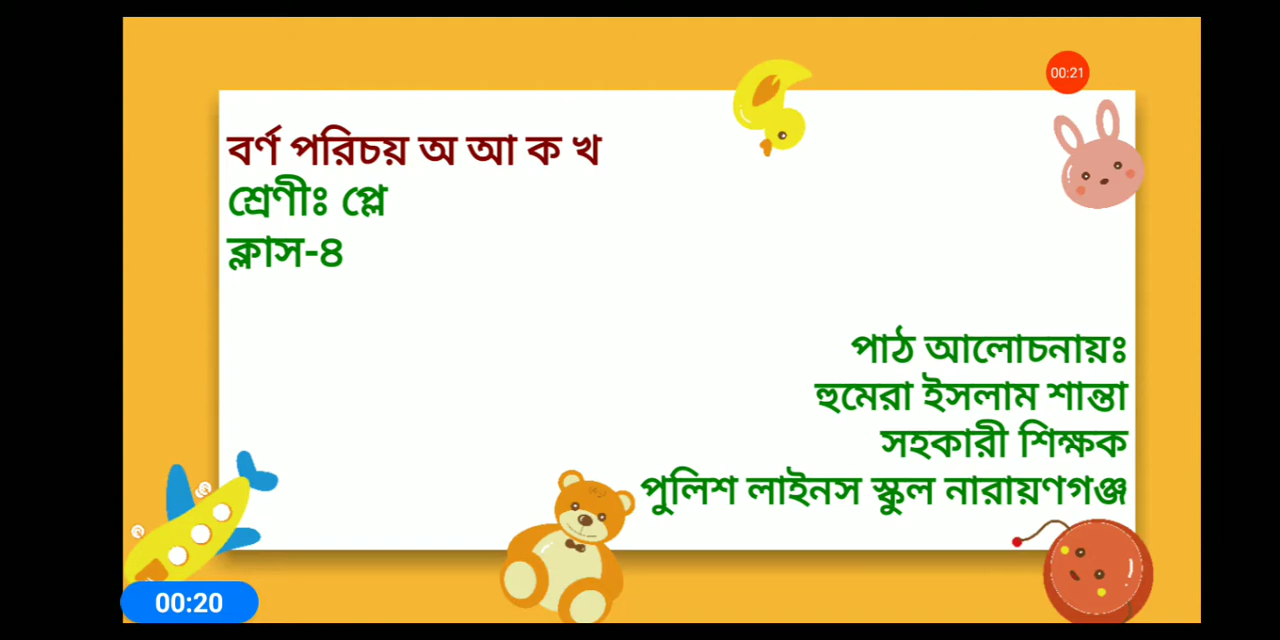 00:21
বর্ণ পরিচয় অ আ ক খ
শ্রেণীঃ প্লে
ক্লাস-৪
পাঠ আলোচনায়ঃ
হুমেরা ইসলাম শান্তা
সহকারী শিক্ষক
পুলিশ লাইনস স্কুল নারায়ণগঞ্জ
00:20